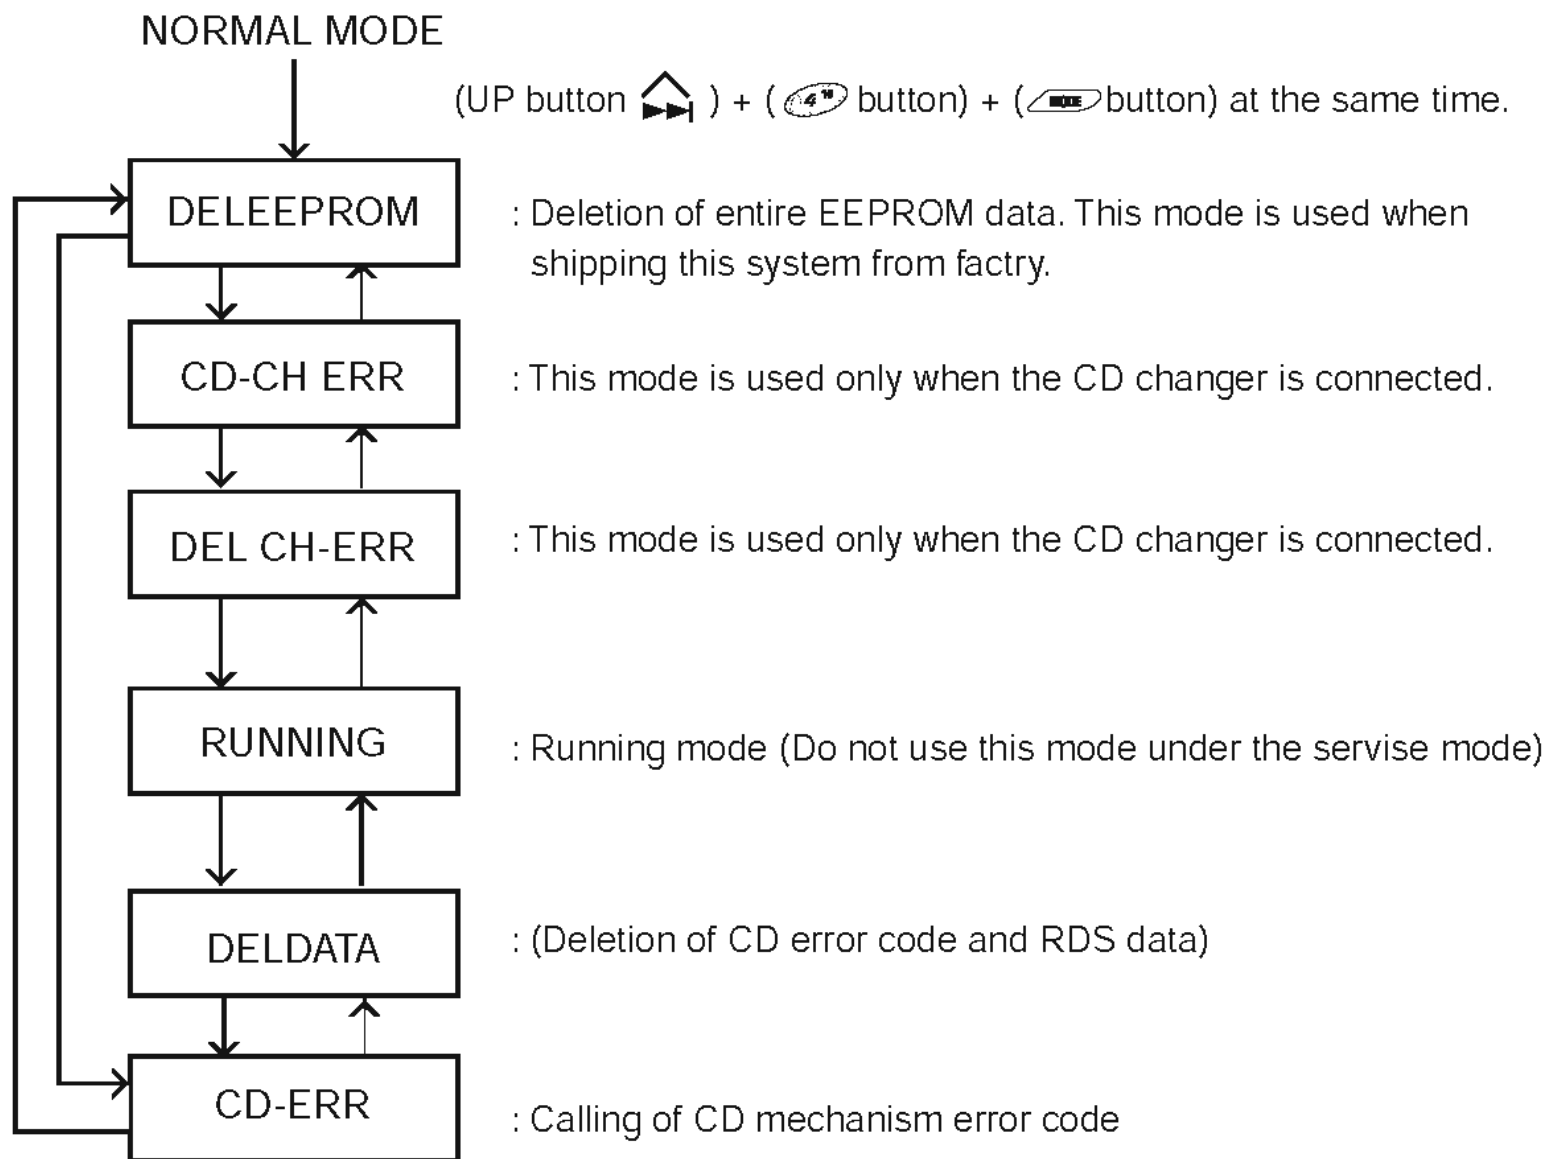 NORMAL MODE
(UP button ) + ( 4 button) + ( MODE button) at the same time.
DELEEPROM
: Deletion of entire EEPROM data. This mode is used when
shipping this system from factry.
CD-CH ERR
: This mode is used only when the CD changer is connected.
DEL CH-ERR
: This mode is used only when the CD changer is connected.
RUNNING
: Running mode (Do not use this mode under the servise mode)
DELDATA
: (Deletion of CD error code and RDS data)
CD-ERR
: Calling of CD mechanism error code